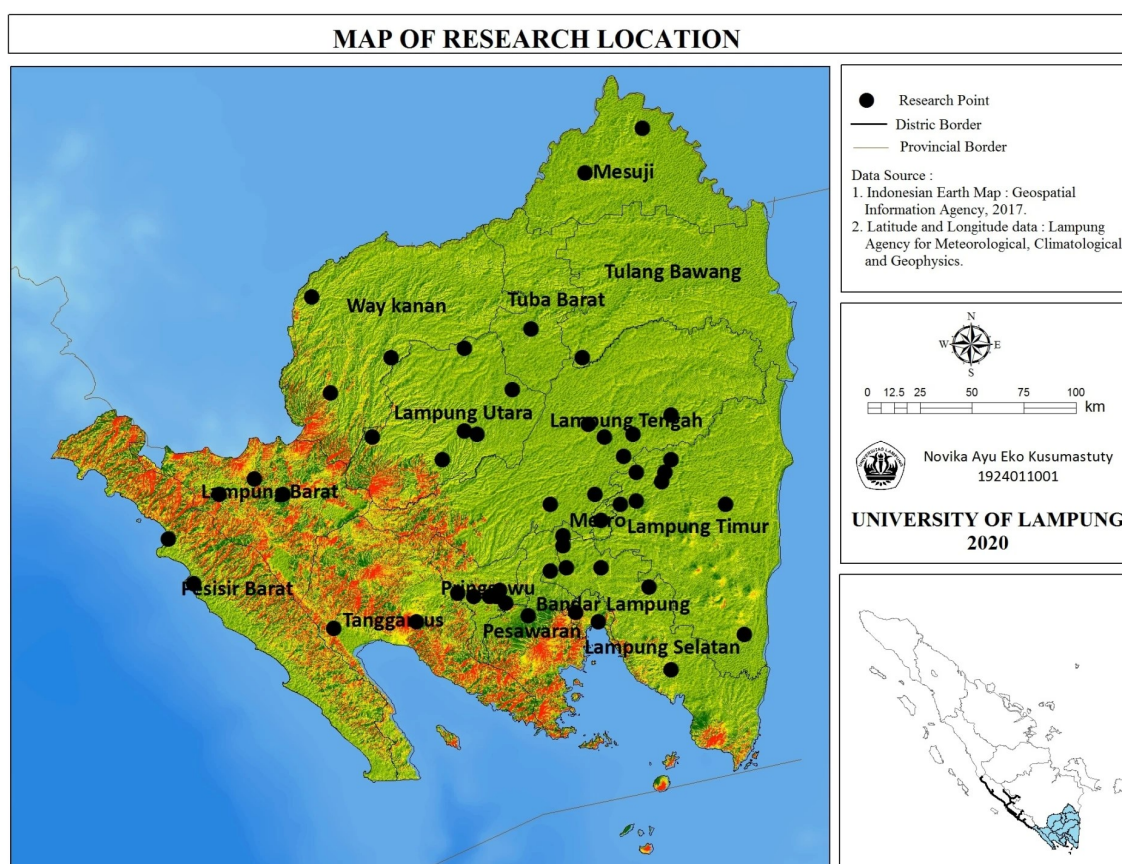 MAP OF RESEARCH LOCATION
Mesuji
Tulang Bawang
Way kanan
Tuba Barat
Lampung Utara
Lampung Tengah
Lampung Barat
Metro
Lampung Timur
Pesisir Barat
Pringsewu
Bandar Lampung
Tanggamus
Pesawaran
Lampung Selatan
Research Point
Distric Border
Provincial Border
Data Source :
1. Indonesian Earth Map : Geospatial
Information Agency, 2017.
2. Latitude and Longitude data : Lampung
Agency for Meteorological, Climatological
and Geophysics.
N
W E
S
0 12.5 25 50 75 100
km
Novika Ayu Eko Kusumastuty
1924011001
UNIVERSITY OF LAMPUNG
2020